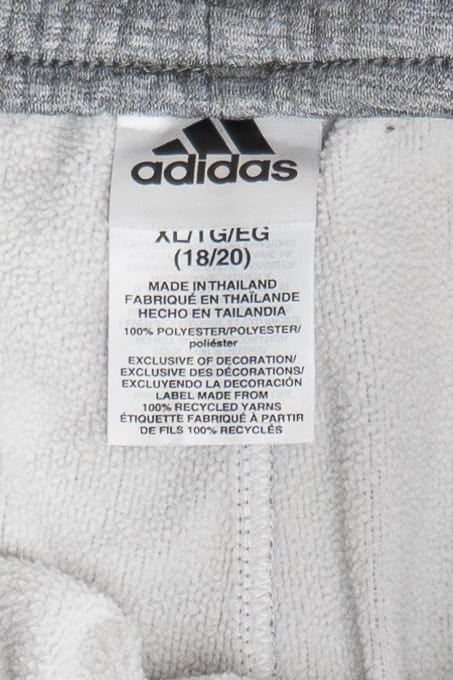 adidas
XL/TG/EG
(18/20)
MADE IN THAILAND
FABRIQUÉ EN THAÏLANDE
HECHO EN TAILANDIA
100% POLYESTER/POLYESTER/
poliéster
EXCLUSIVE OF DECORATION/
EXCLUSIVE DES DÉCORATIONS/
EXCLUYENDO LA DECORACIÓN
LABEL MADE FROM
100% RECYCLED YARNS
ÉTIQUETTE FABRIQUÉ À PARTIR
DE FILS 100% RECYCLÉS